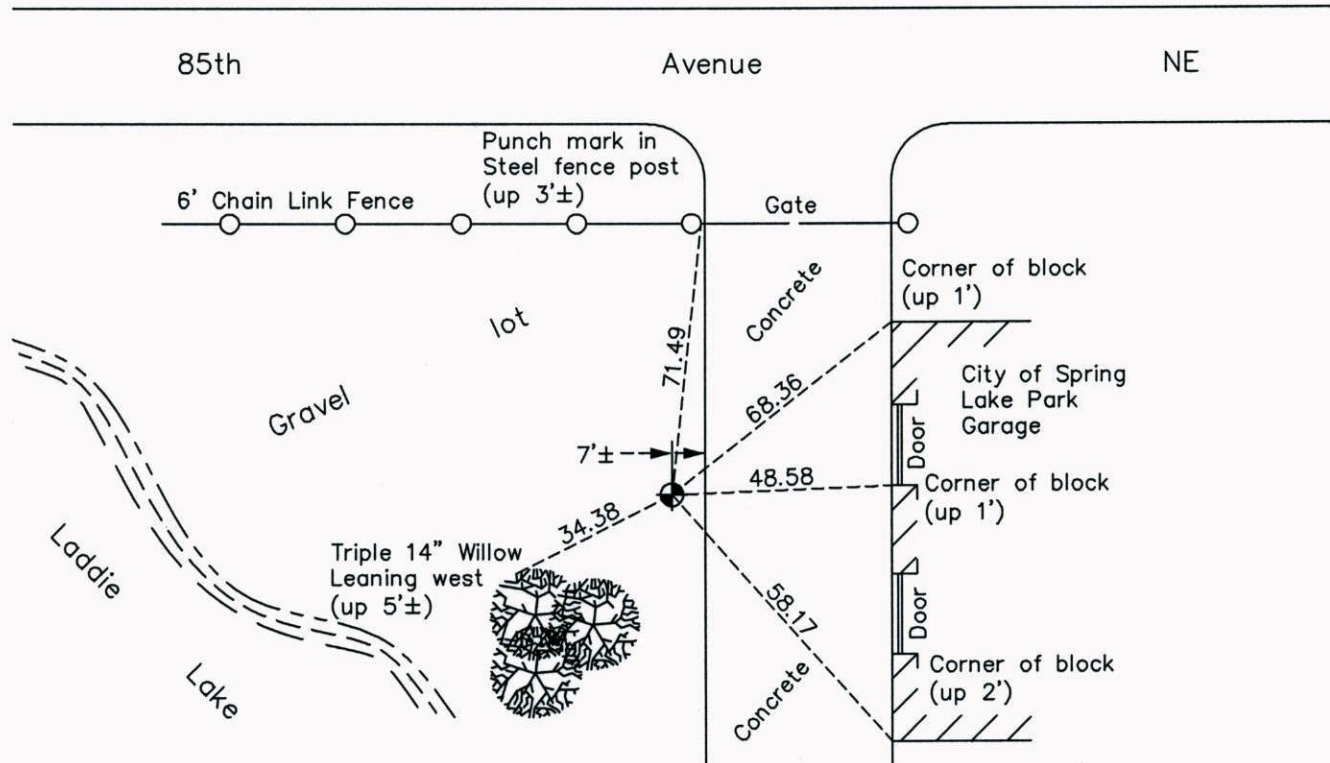 85th Avenue NE
Punch mark in
Steel fence post
(up 3'±)
6' Chain Link Fence
Gate
Corner of block
(up 1')
Concrete
lot
71.49
68.36
City of Spring
Lake Park
Garage
Door
Gravel
7'±
48.58
Corner of block
(up 1')
34.38
Triple 14" Willow
Leaning west
(up 5'±)
58.17
Door
Laddie
Lake
Corner of block
(up 2')
Concrete